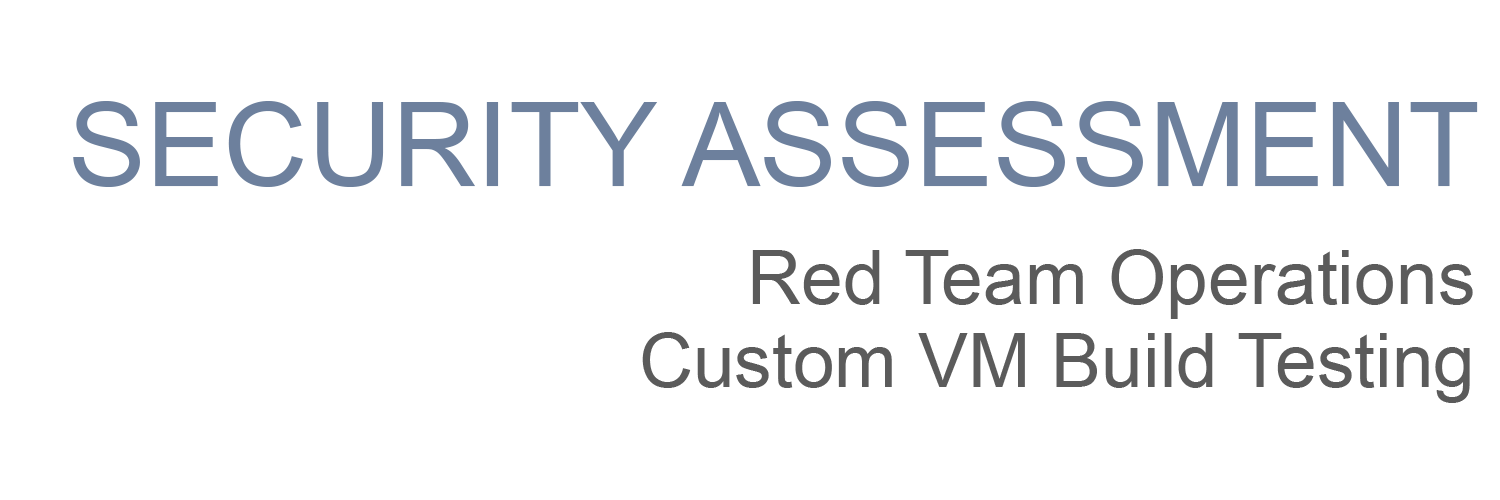 SECURITY ASSESSMENT
Red Team Operations
Custom VM Build Testing